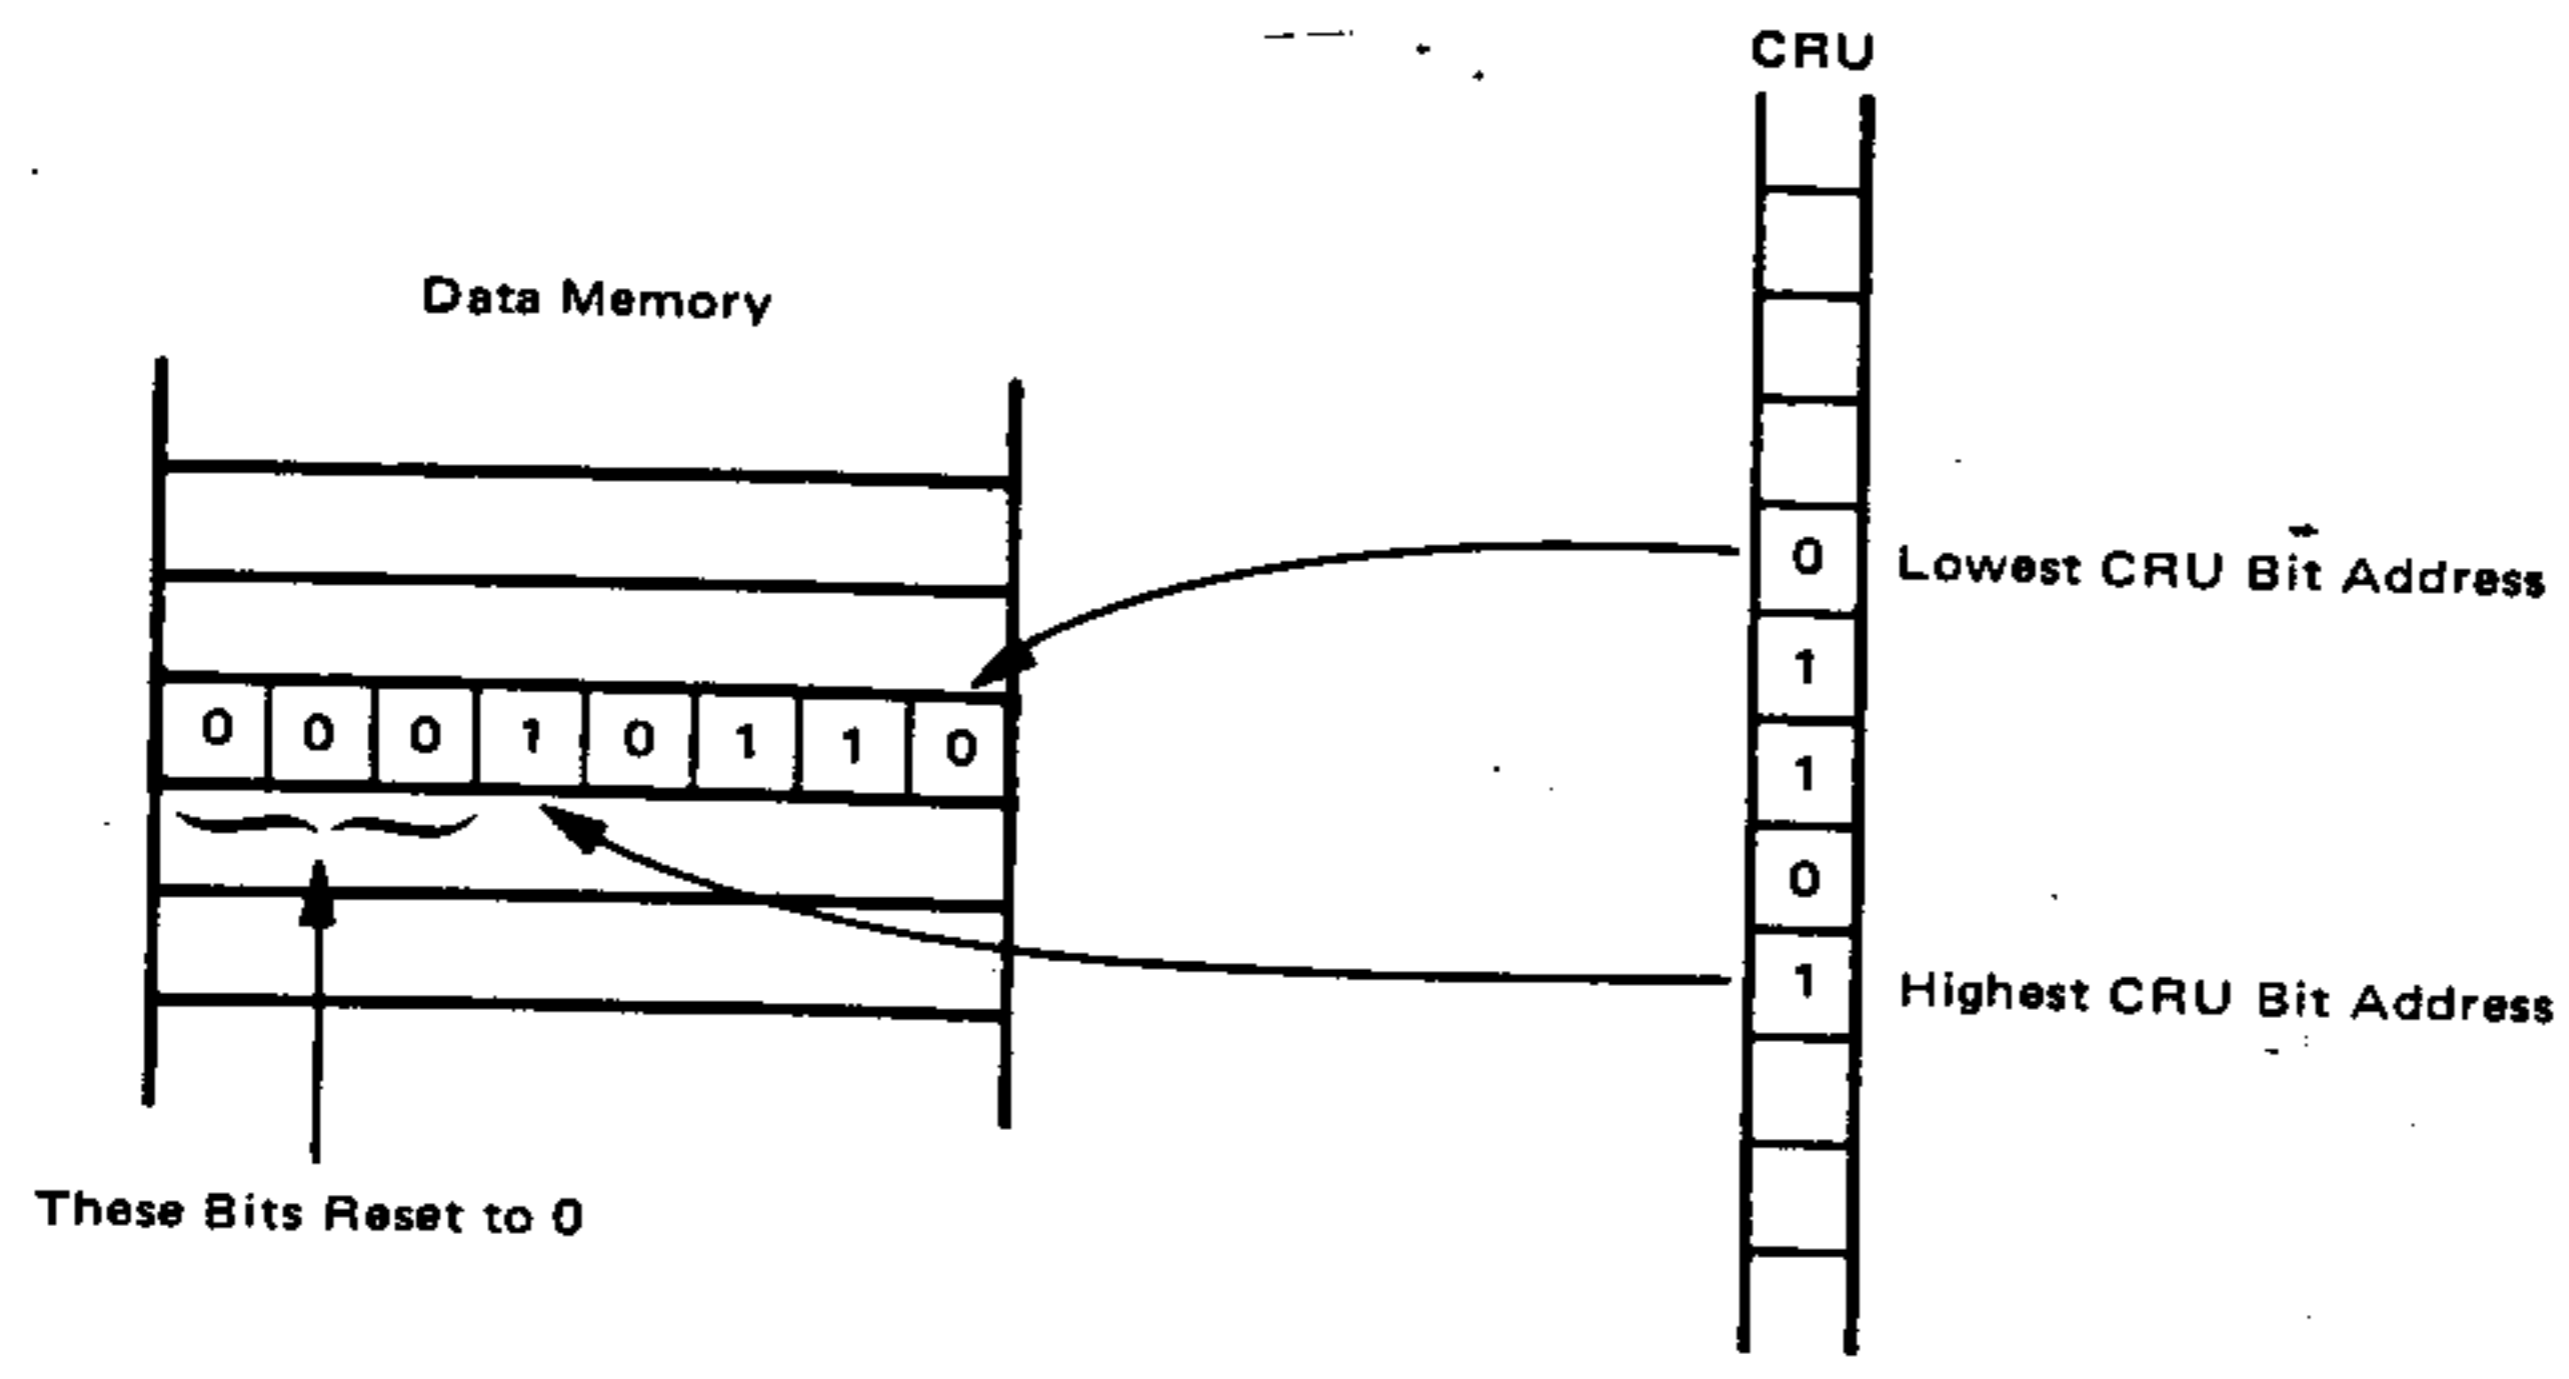 CRU
Data Memory
0
Lowest CRU Bit Address
1
0 0 0 1 0 1 1 0
1
0
1
Highest CRU Bit Address
These Bits Reset to 0